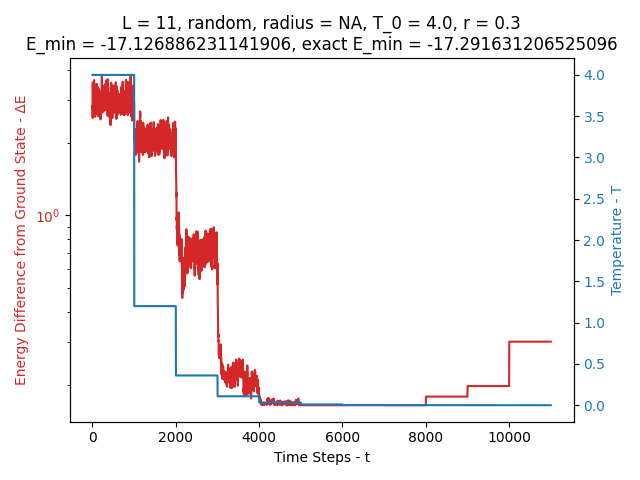 L = 11, random, radius = NA, T_0 = 4.0, r = 0.3
E_min = -17.126886231141906, exact E_min = -17.291631206525096
Energy Difference from Ground State - ΔE
10⁰
4.0
3.5
3.0
2.5
2.0
1.5
1.0
0.5
0.0
Temperature - T
0 2000 4000 6000 8000 10000
Time Steps - t